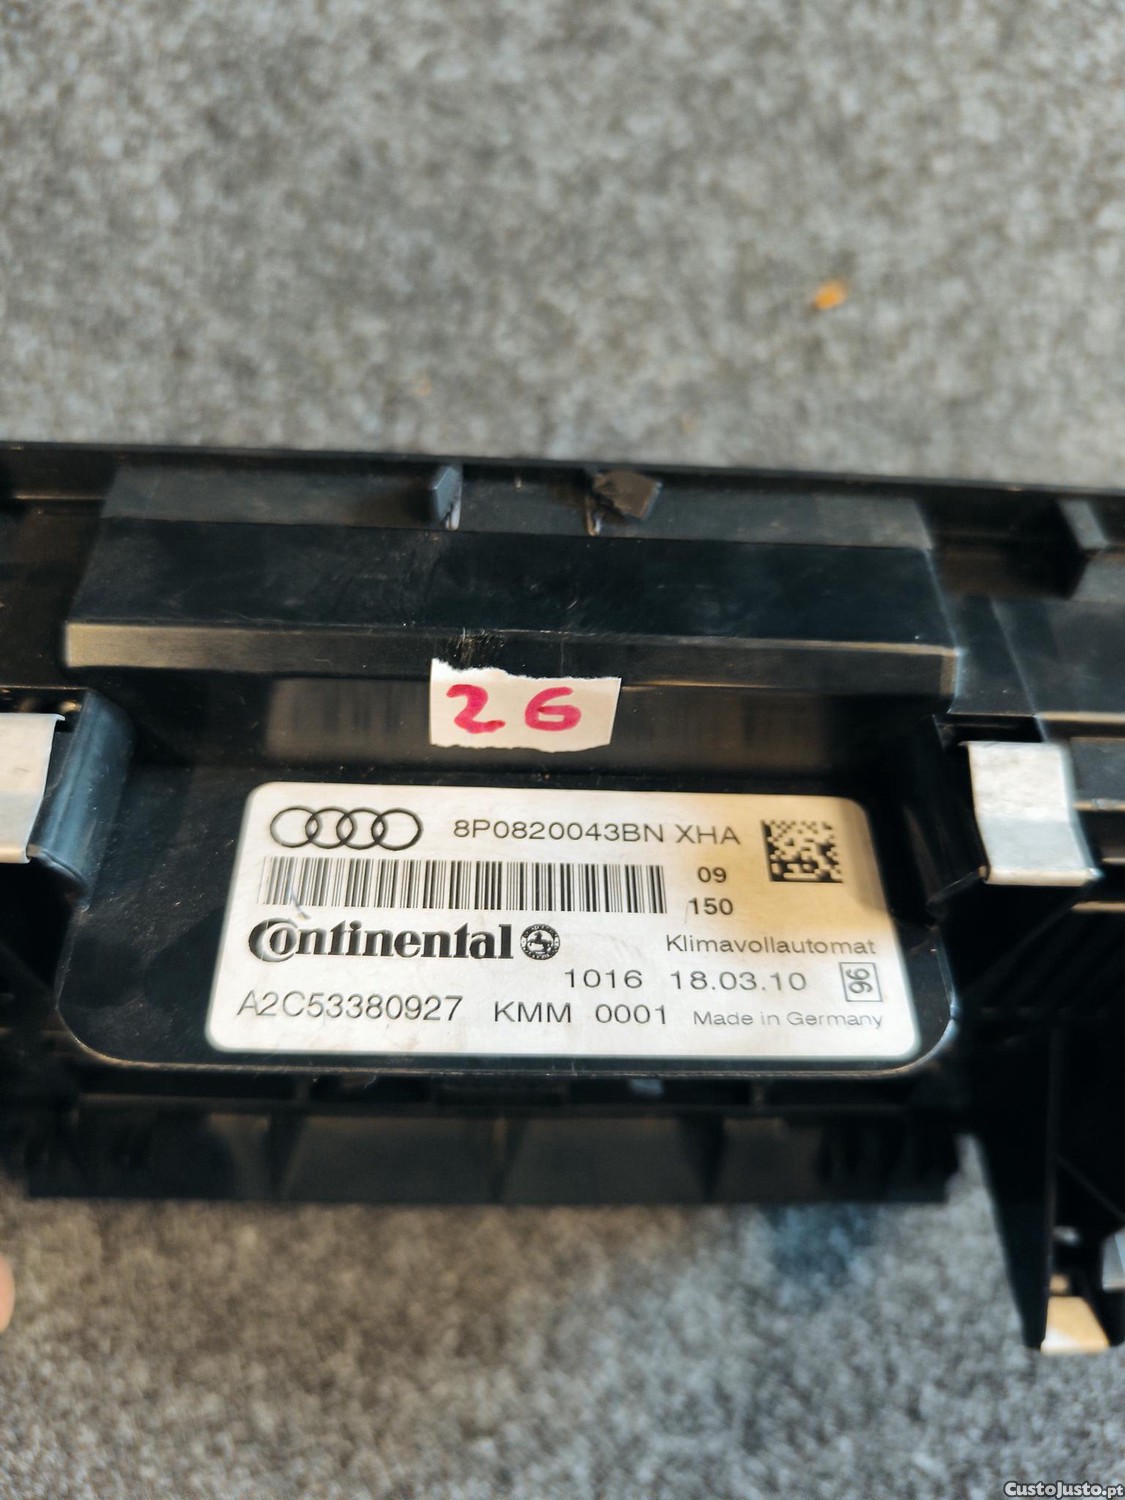 26
8P0820043BN XHA
09
150
Continental
Klimavollautomat
1016 18.03.10 96
A2C53380927 KMM 0001 Made in Germany
CustoJusto.pt